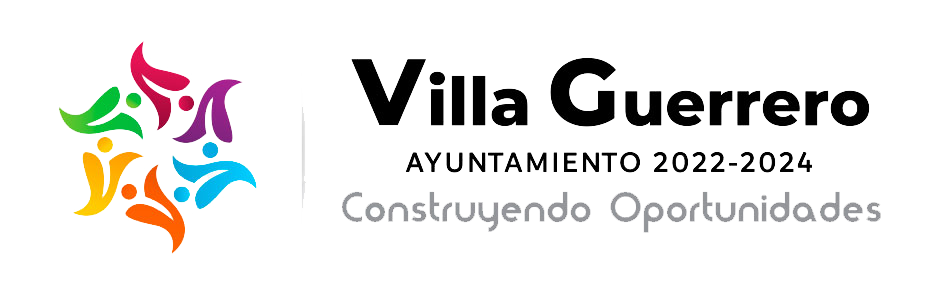 Villa Guerrero
AYUNTAMIENTO 2022-2024
Construyendo Oportunidades